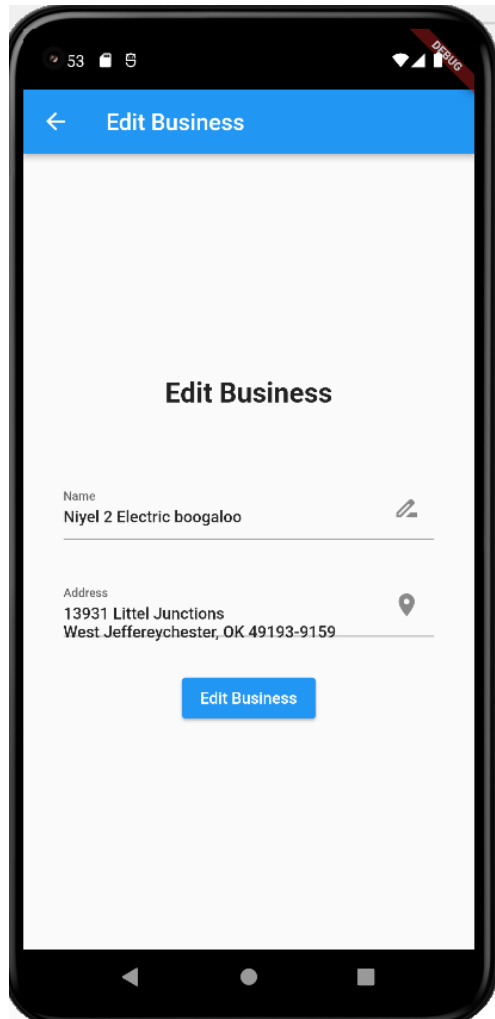 53
DEBUG
Edit Business
Edit Business
Name
Niyel 2 Electric boogaloo
Address
13931 Littel Junctions
West Jeffereychester, OK 49193-9159
Edit Business